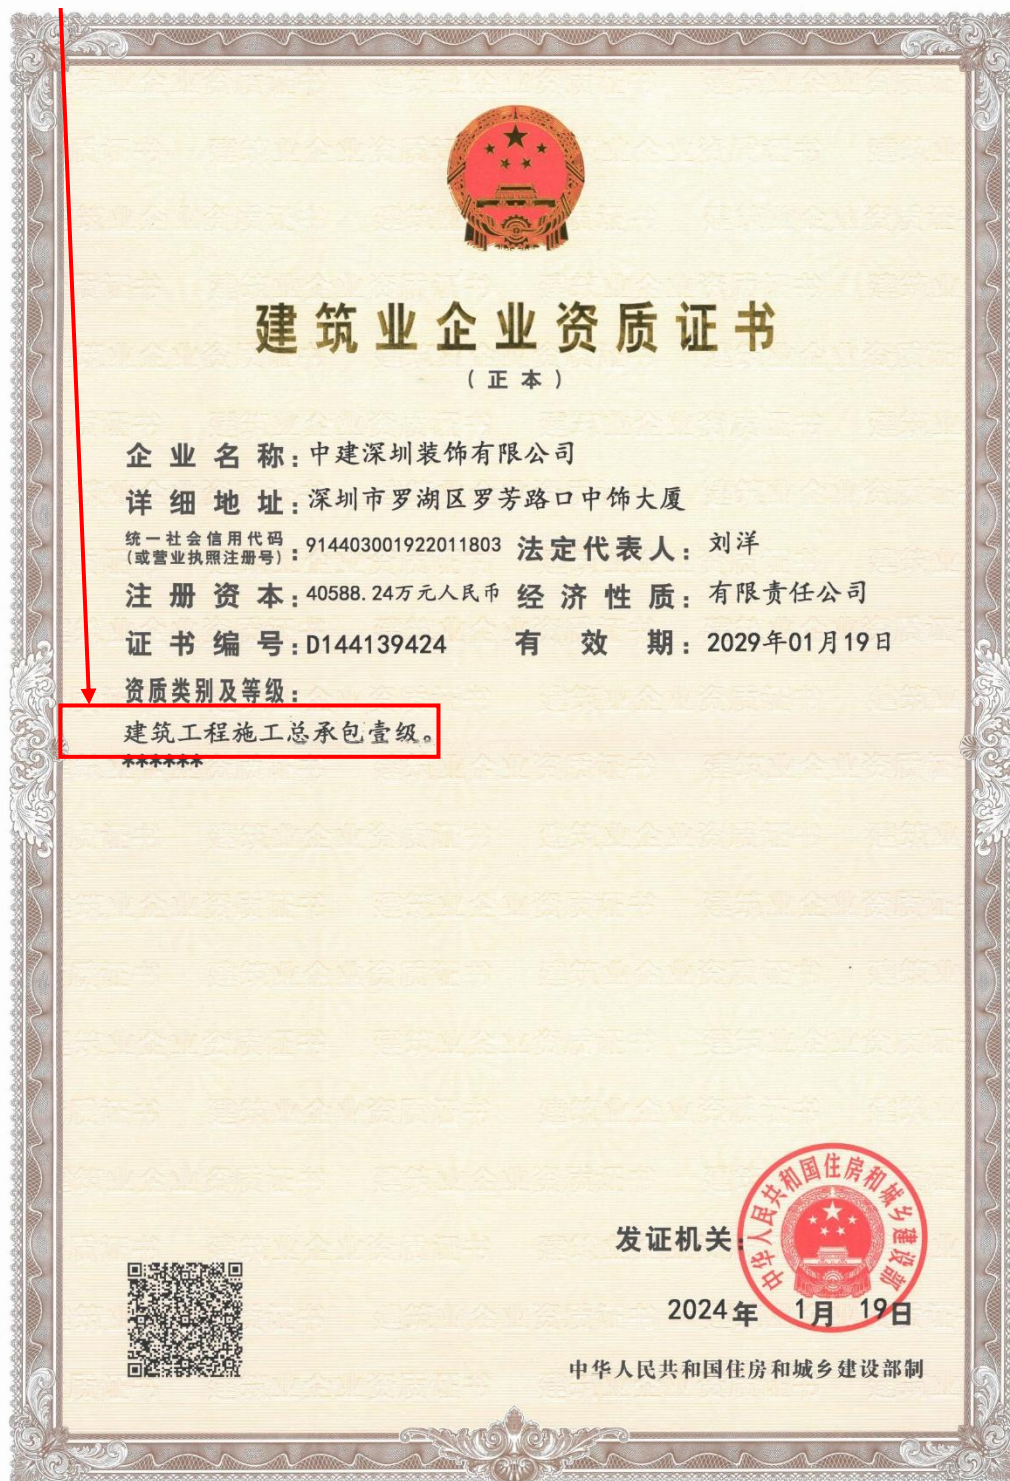 建筑业企业资质证书
（正本）
企业名称：中建深圳装饰有限公司
详细地址：深圳市罗湖区罗芳路口中饰大厦
统一社会信用代码（或营业执照注册号）：914403001922011803 法定代表人：刘洋
注册资本：40588.24万元人民币 经济性质：有限责任公司
证书编号：D144139424 有效期：2029年01月19日
资质类别及等级：
建筑工程施工总承包壹级。
******
中华人民共和国住房和城乡建设部
发证机关：
2024年 1月 19日
中华人民共和国住房和城乡建设部制